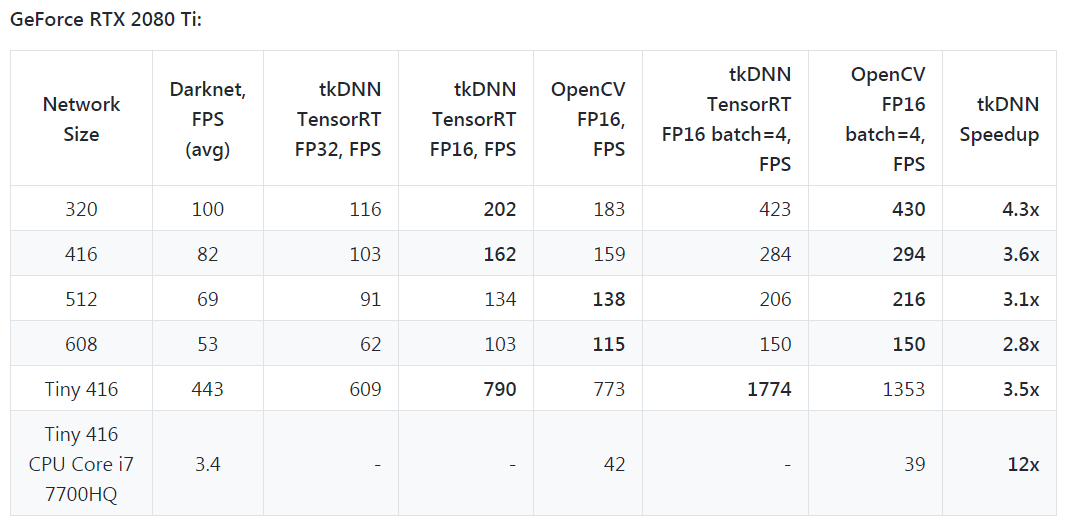 GeForce RTX 2080 Ti:
Network
Size
Darknet,
FPS
(avg)
tkDNN
TensorRT
FP32, FPS
tkDNN
TensorRT
FP16, FPS
OpenCV
FP16,
FPS
tkDNN
TensorRT
FP16 batch=4,
FPS
OpenCV
FP16
batch=4,
FPS
tkDNN
Speedup
320 100 116 202 183 423 430 4.3x
416 82 103 162 159 284 294 3.6x
512 69 91 134 138 206 216 3.1x
608 53 62 103 115 150 150 2.8x
Tiny 416 443 609 790 773 1774 1353 3.5x
Tiny 416
CPU Core i7
7700HQ
3.4 - - 42 - 39 12x